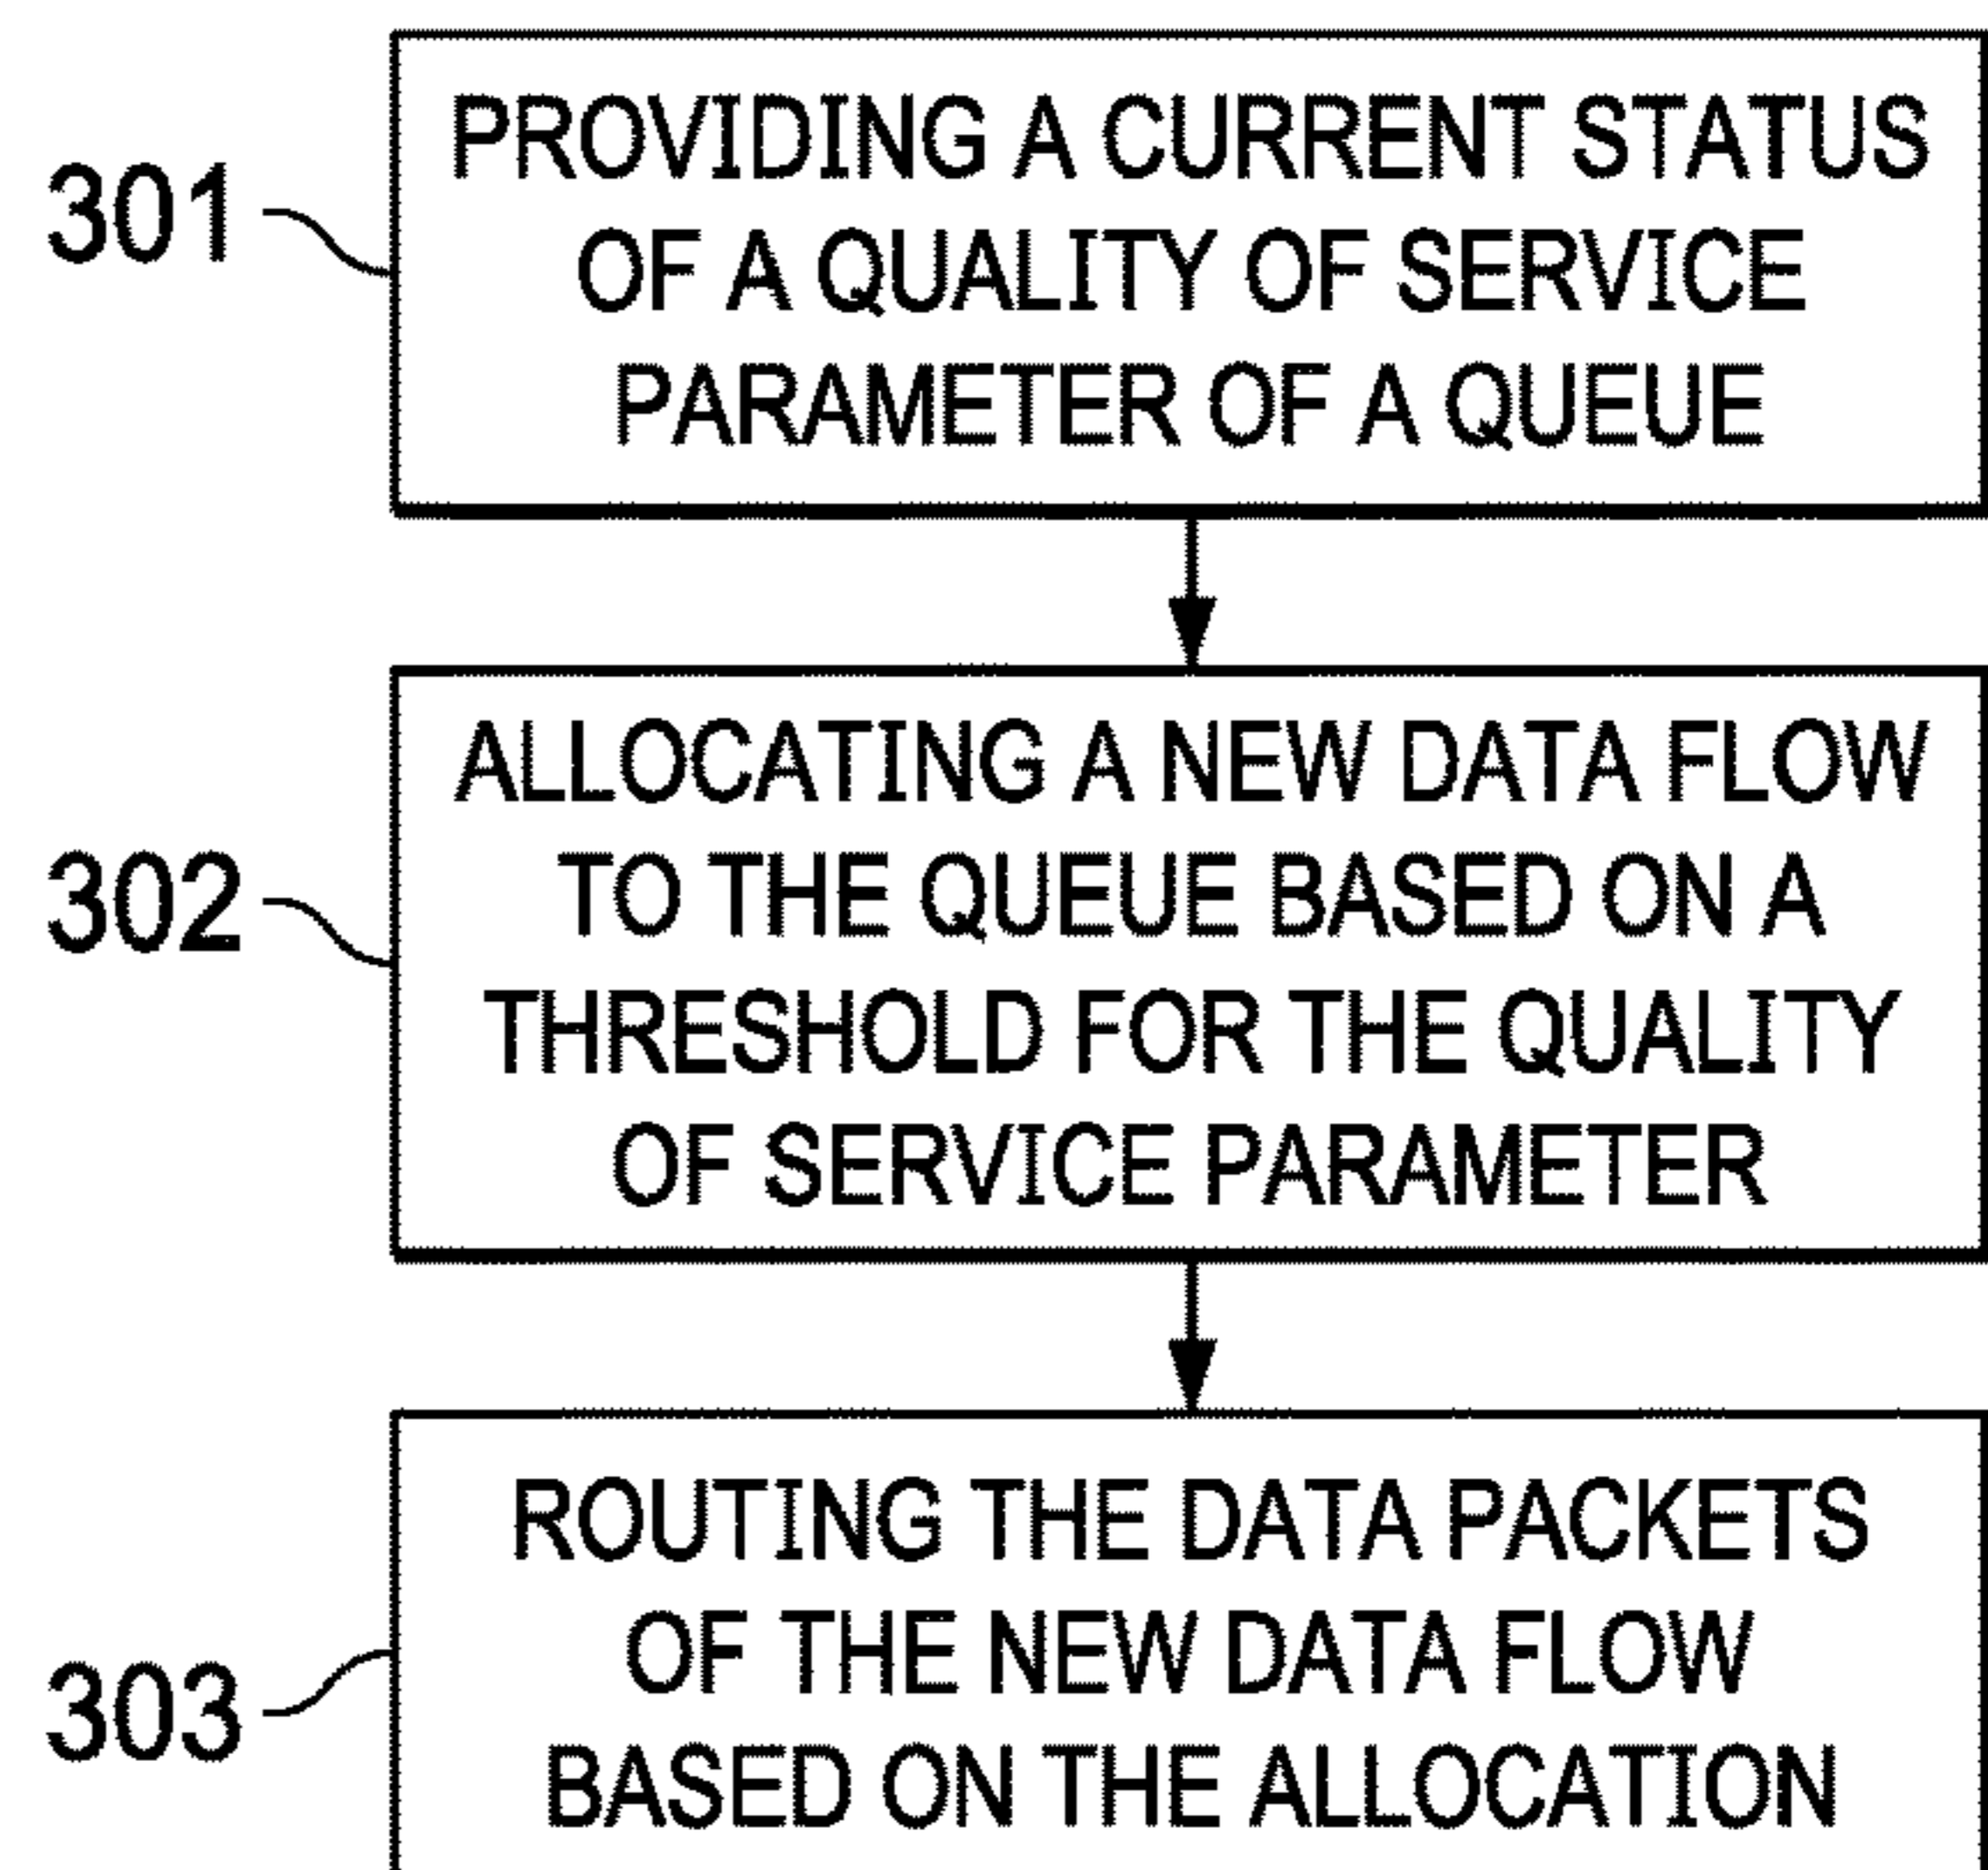 301
PROVIDING A CURRENT STATUS
OF A QUALITY OF SERVICE
PARAMETER OF A QUEUE
302
ALLOCATING A NEW DATA FLOW
TO THE QUEUE BASED ON A
THRESHOLD FOR THE QUALITY
OF SERVICE PARAMETER
303
ROUTING THE DATA PACKETS
OF THE NEW DATA FLOW
BASED ON THE ALLOCATION